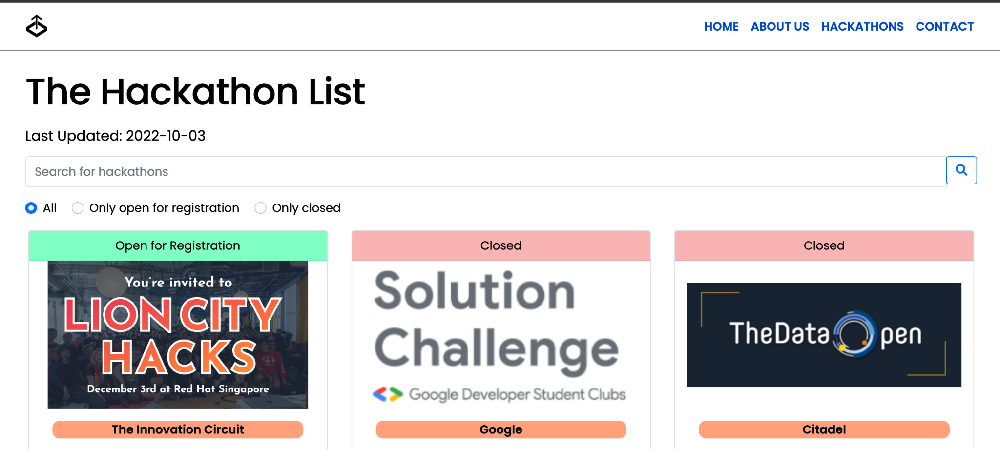 HOME ABOUT US HACKATHONS CONTACT
The Hackathon List
Last Updated: 2022-10-03
Search for hackathons
All Only open for registration Only closed
Open for Registration
You're invited to
LION CITY
HACKS
December 3rd at Red Hat Singapore
The Innovation Circuit
Closed
Solution
Challenge
Google Developer Student Clubs
Google
Closed
TheDataOpen
Citadel